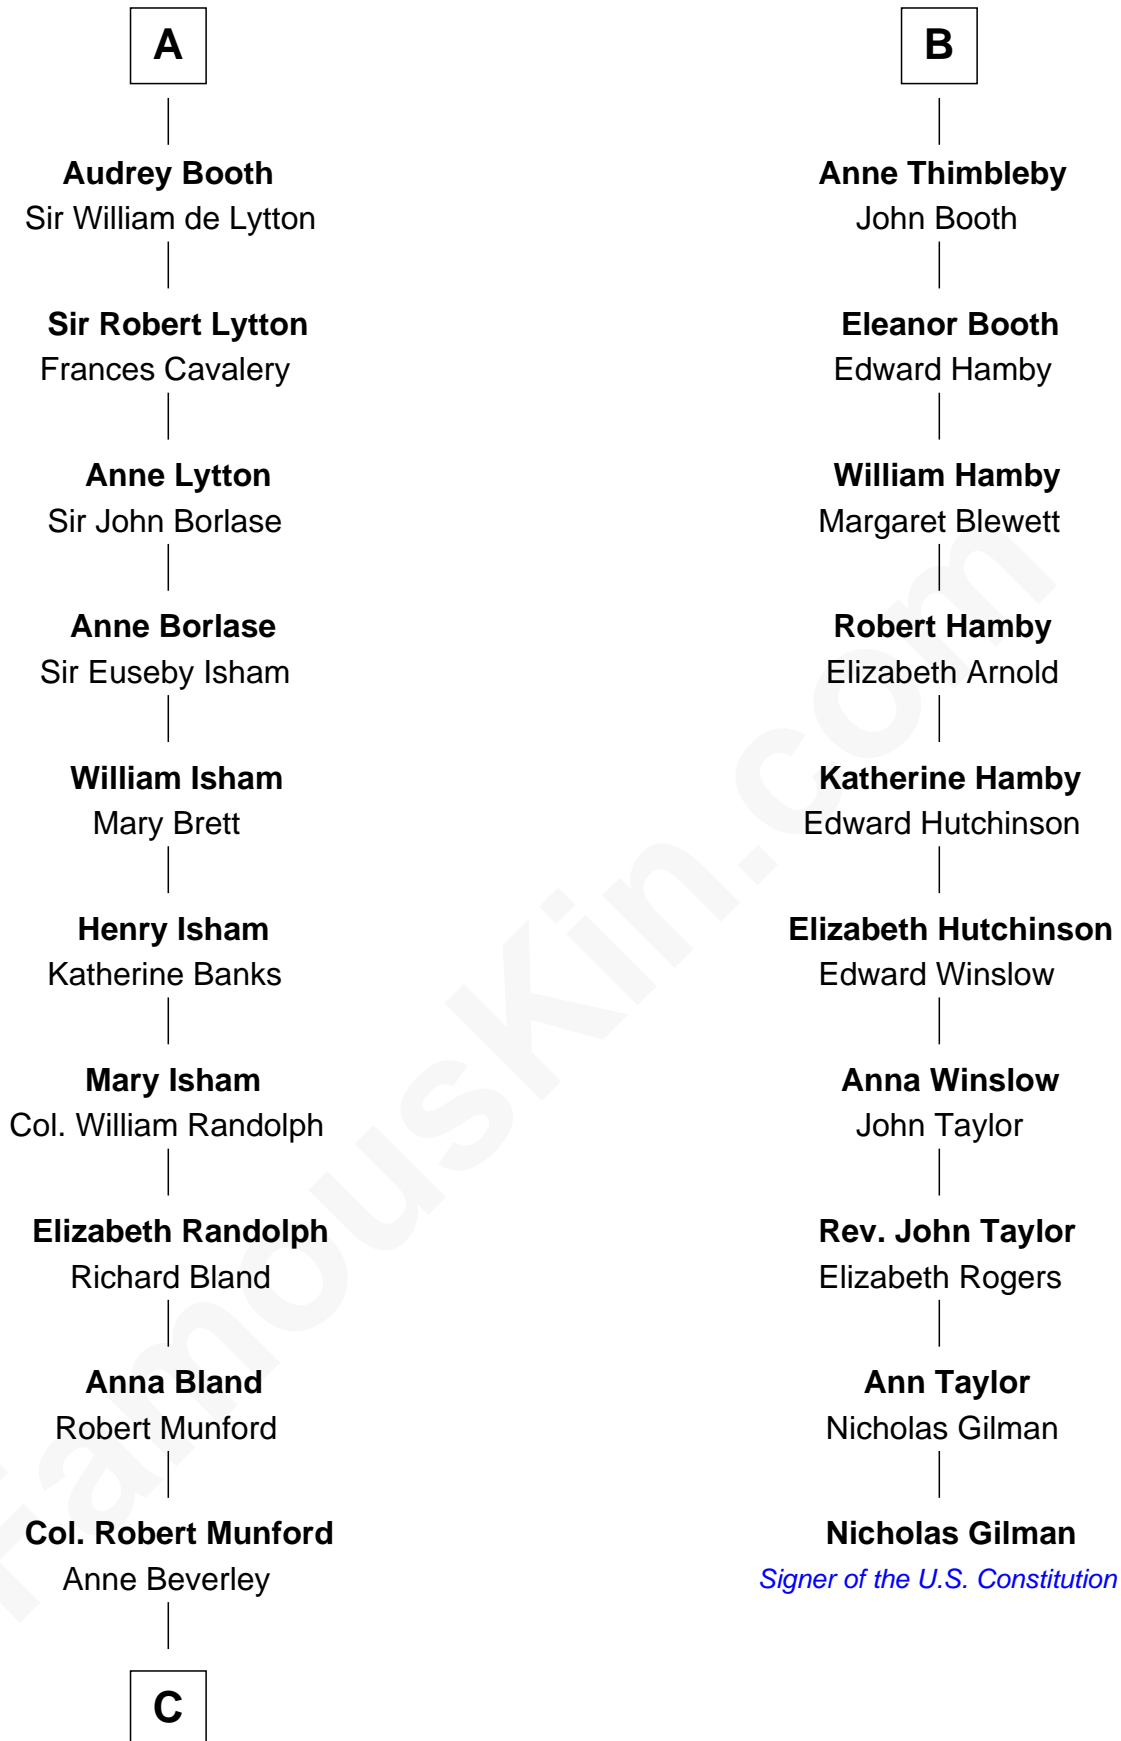 A
Audrey Booth
Sir William de Lytton
Sir Robert Lytton
Frances Cavalery
Anne Lytton
Sir John Borlase
Anne Borlase
Sir Euseby Isham
William Isham
Mary Brett
Henry Isham
Katherine Banks
Mary Isham
Col. William Randolph
Elizabeth Randolph
Richard Bland
Anna Bland
Robert Munford
Col. Robert Munford
Anne Beverley
C
B
Anne Thimbleby
John Booth
Eleanor Booth
Edward Hamby
William Hamby
Margaret Blewett
Robert Hamby
Elizabeth Arnold
Katherine Hamby
Edward Hutchinson
Elizabeth Hutchinson
Edward Winslow
Anna Winslow
John Taylor
Rev. John Taylor
Elizabeth Rogers
Ann Taylor
Nicholas Gilman
Nicholas Gilman
Signer of the U.S. Constitution
FamousKin.com